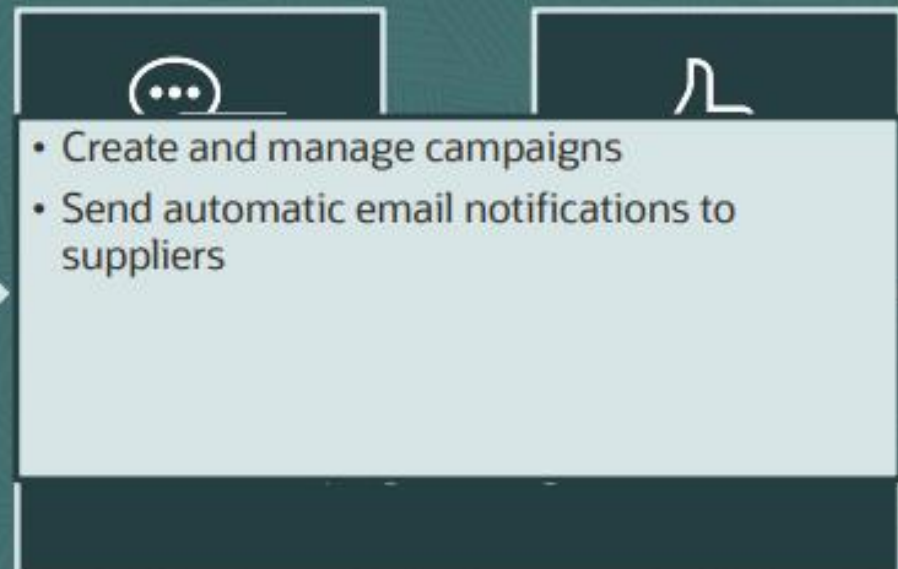 • Create and manage campaigns
• Send automatic email notifications to
suppliers